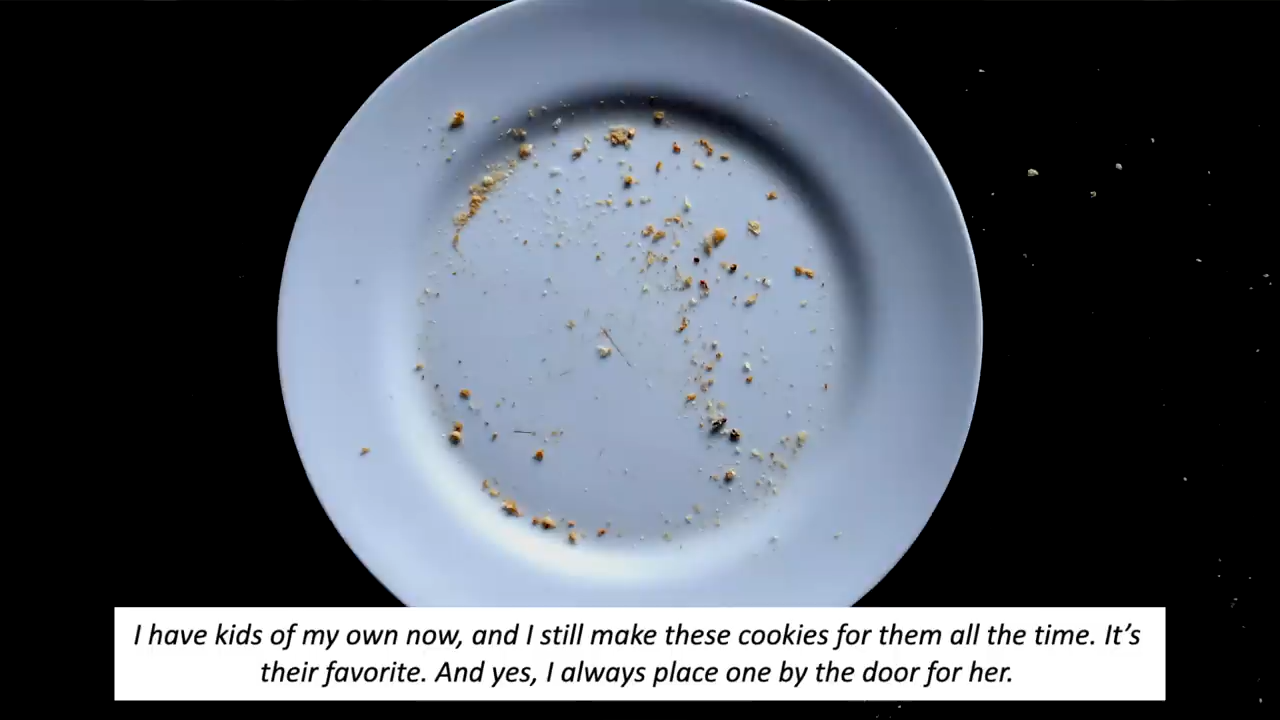 I have kids of my own now, and I still make these cookies for them all the time. It’s
their favorite. And yes, I always place one by the door for her.